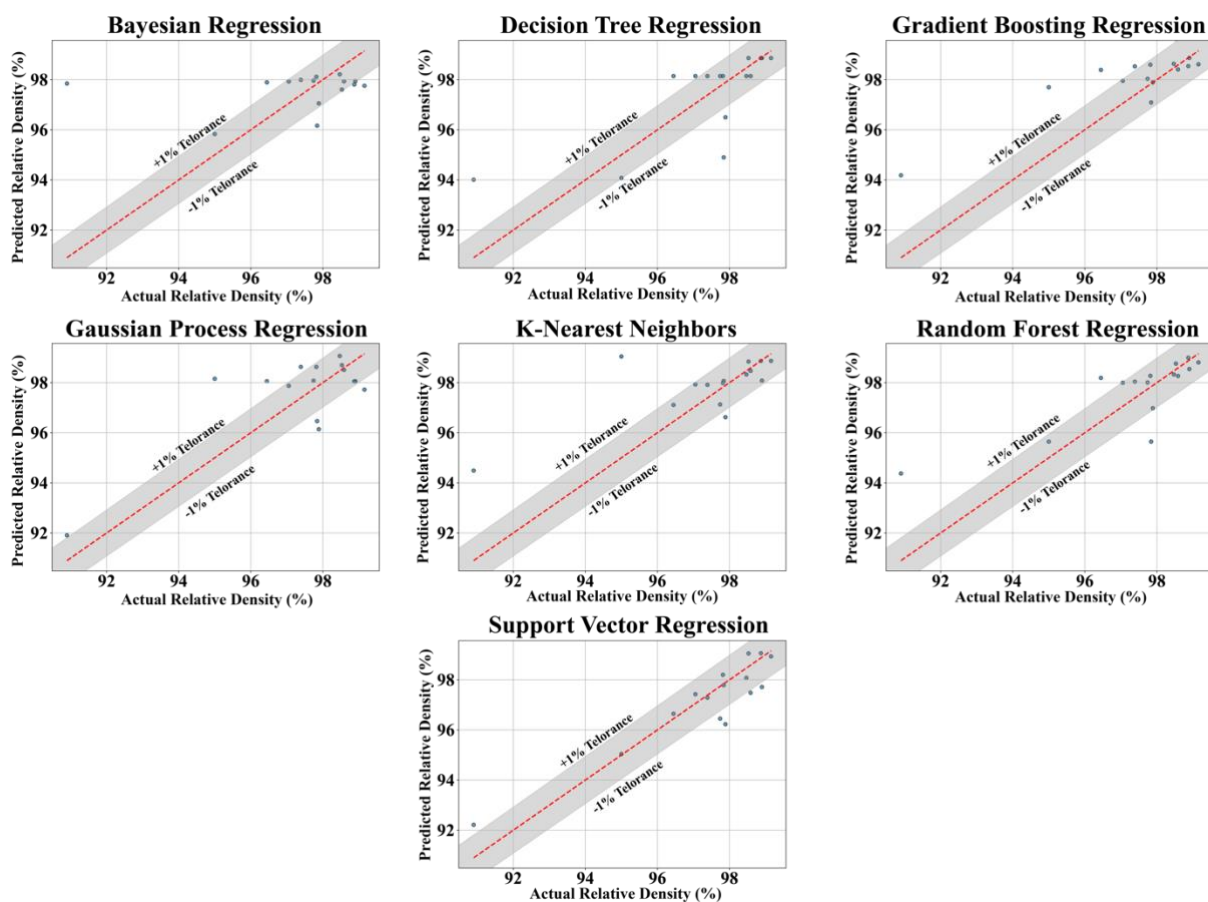 Bayesian Regression
Predicted Relative Density (%)
98
96
94
92
+1% Telorance
-1% Telorance
92 94 96 98
Actual Relative Density (%)
Decision Tree Regression
Predicted Relative Density (%)
98
96
94
92
+1% Telorance
-1% Telorance
92 94 96 98
Actual Relative Density (%)
Gradient Boosting Regression
Predicted Relative Density (%)
98
96
94
92
+1% Telorance
-1% Telorance
92 94 96 98
Actual Relative Density (%)
Gaussian Process Regression
Predicted Relative Density (%)
98
96
94
92
+1% Telorance
-1% Telorance
92 94 96 98
Actual Relative Density (%)
K-Nearest Neighbors
Predicted Relative Density (%)
98
96
94
92
+1% Telorance
-1% Telorance
92 94 96 98
Actual Relative Density (%)
Random Forest Regression
Predicted Relative Density (%)
98
96
94
92
+1% Telorance
-1% Telorance
92 94 96 98
Actual Relative Density (%)
Support Vector Regression
Predicted Relative Density (%)
98
96
94
92
+1% Telorance
-1% Telorance
92 94 96 98
Actual Relative Density (%)